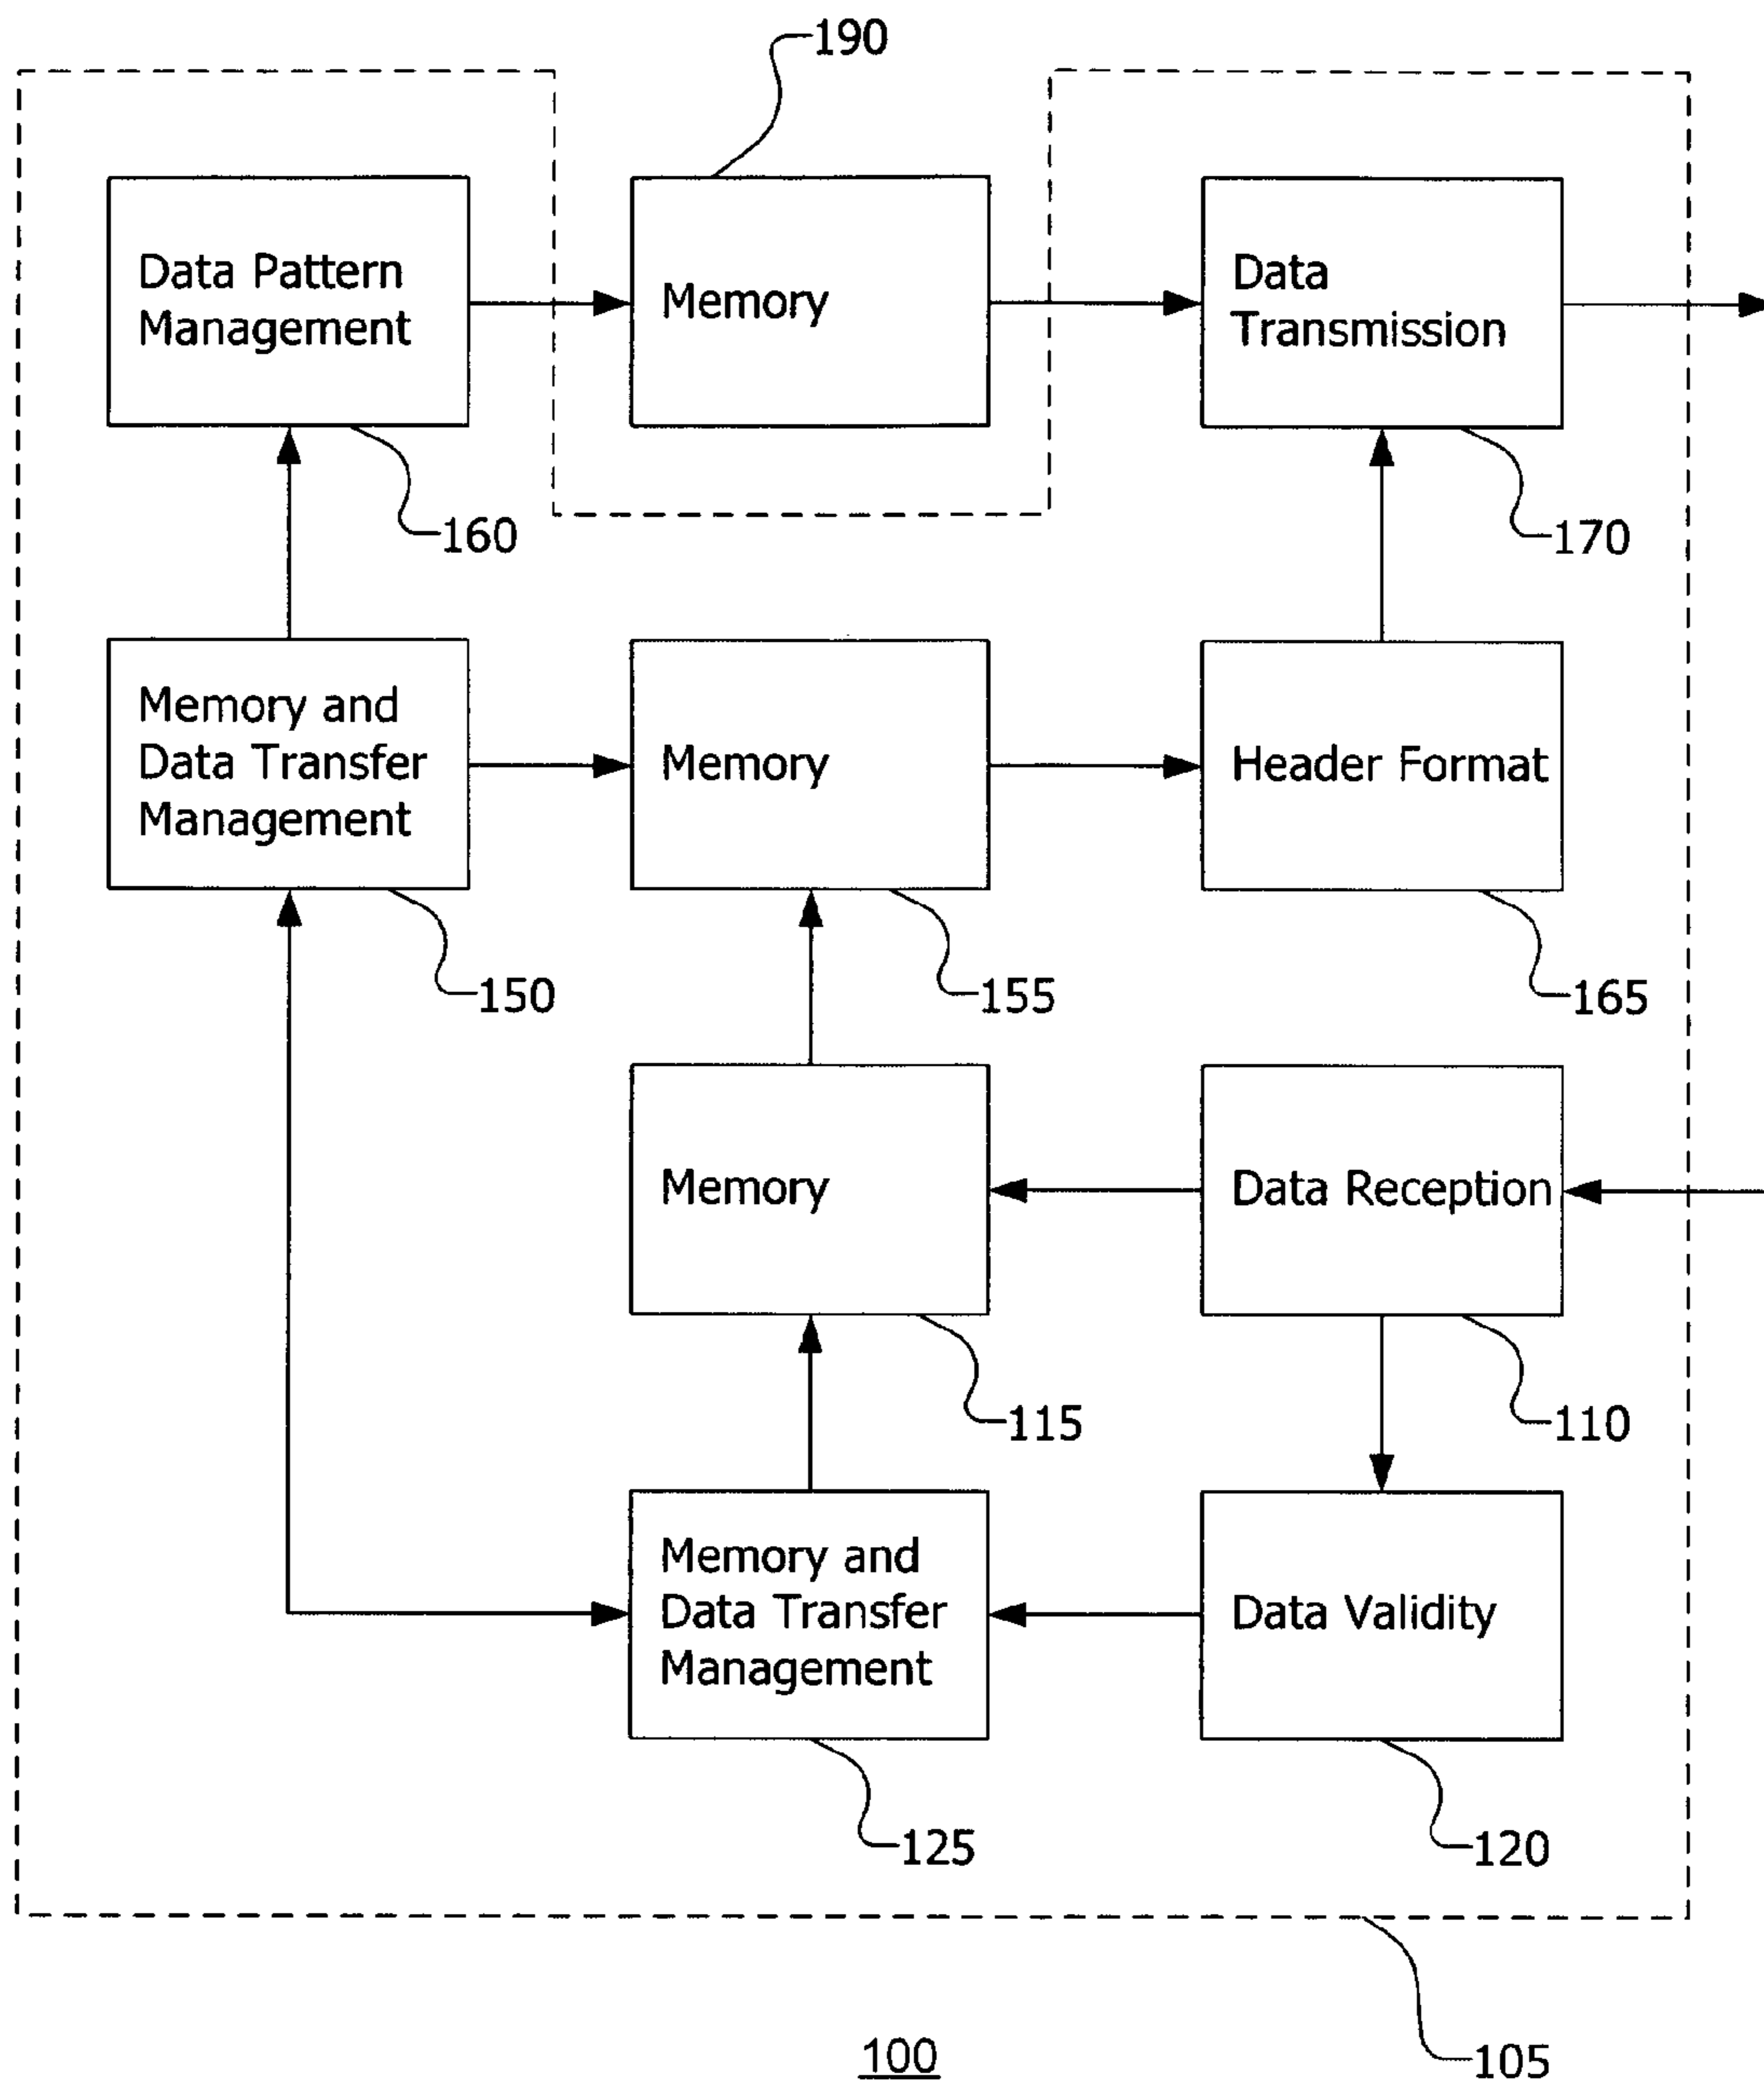 190
Data Pattern
Management
Memory
Data
Transmission
160
170
Memory and
Data Transfer
Management
Memory
Header Format
150
155
165
Memory
Data Reception
115
110
Memory and
Data Transfer
Management
Data Validity
125
120
100
105